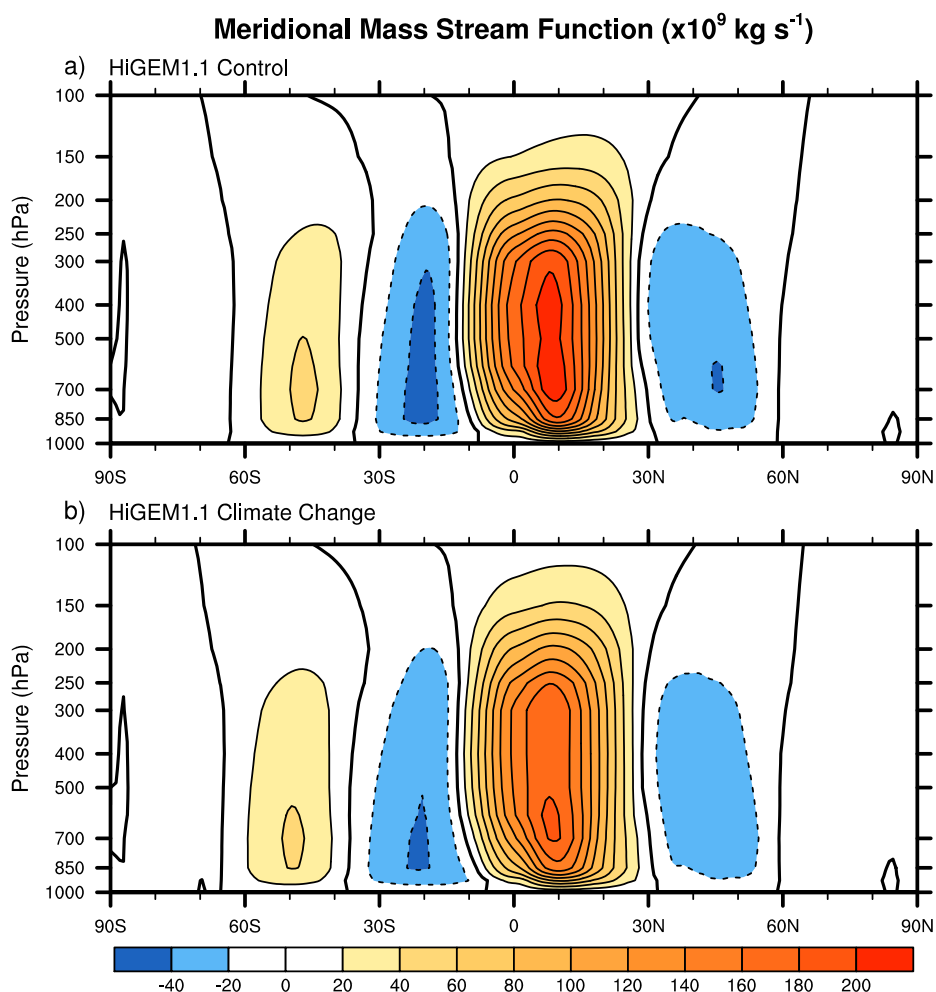 Meridional Mass Stream Function (x10⁹ kg s⁻¹)
a) HiGEM1.1 Control
Pressure (hPa)
100
150
200
250
300
400
500
700
850
1000
90S 60S 30S 0 30N 60N 90N
b) HiGEM1.1 Climate Change
Pressure (hPa)
100
150
200
250
300
400
500
700
850
1000
90S 60S 30S 0 30N 60N 90N
-40 -20 0 20 40 60 80 100 120 140 160 180 200